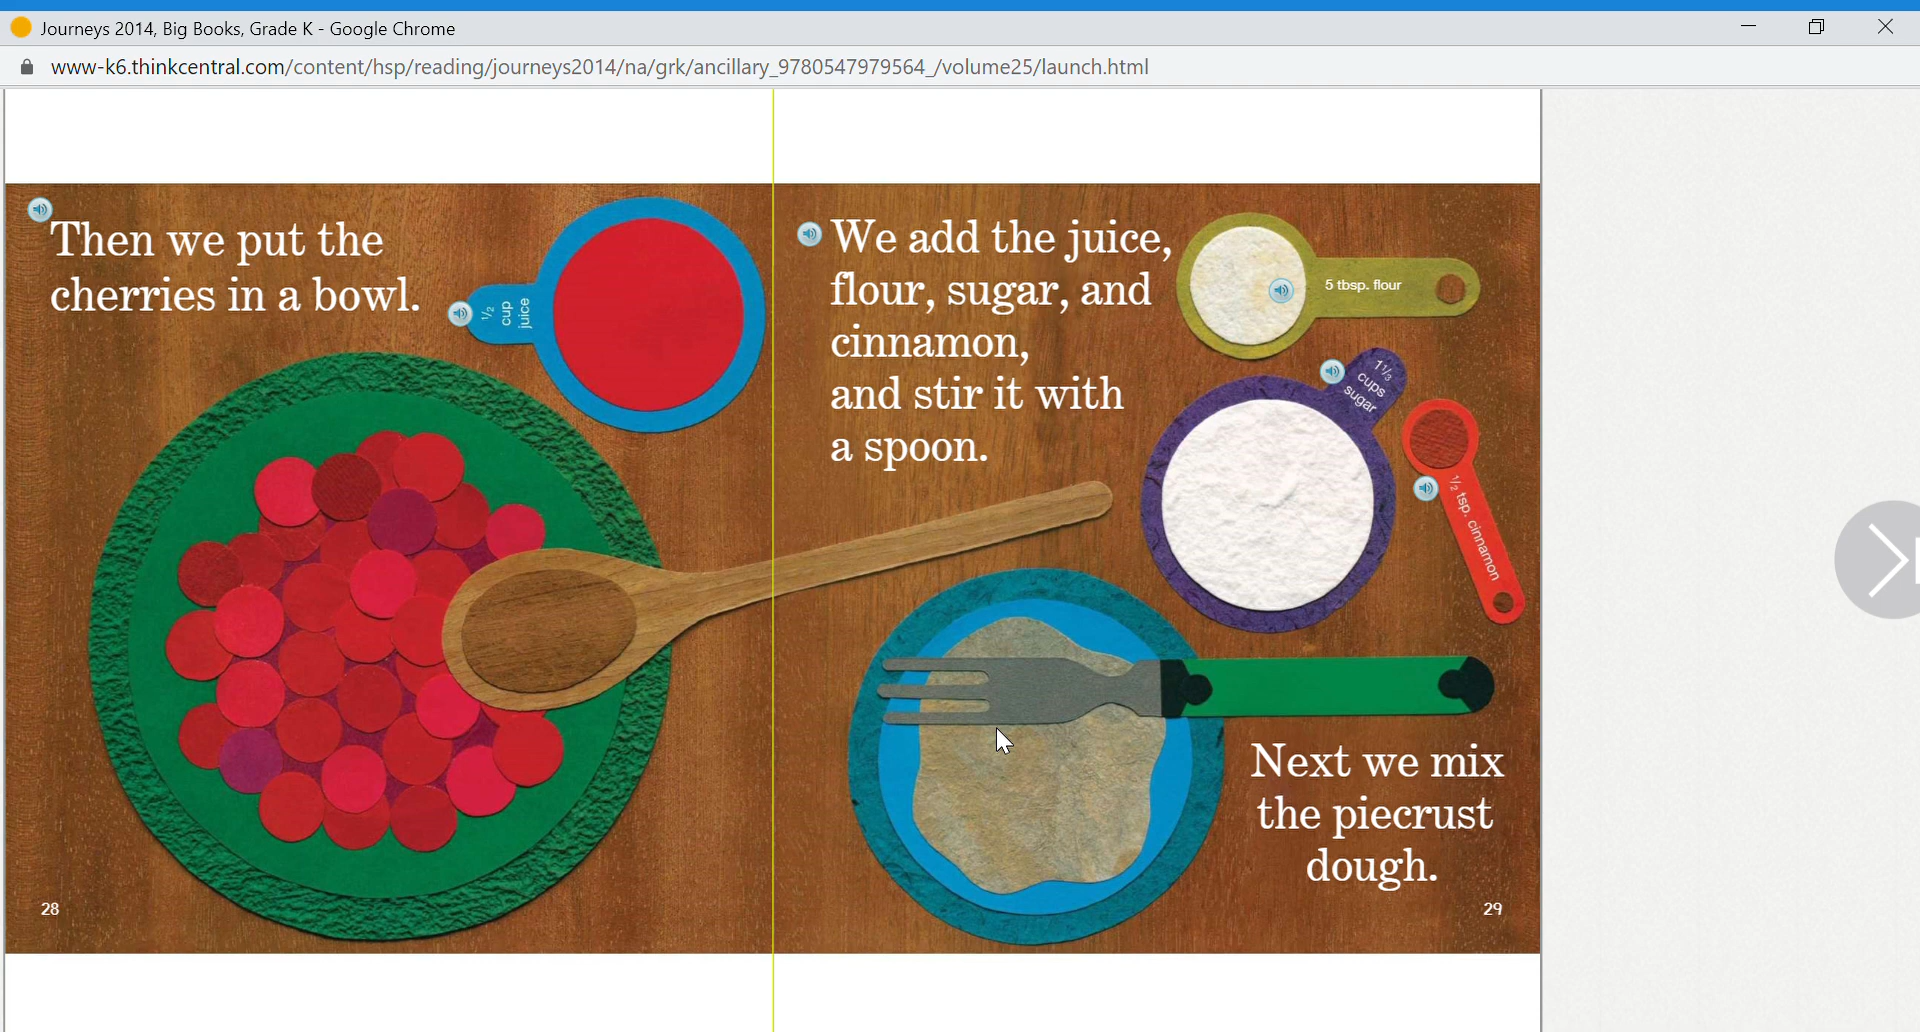 Journeys 2014, Big Books, Grade K - Google Chrome
www-k6.thinkcentral.com/content/hsp/reading/journeys2014/na/grk/ancillary_9780547979564_/volume25/launch.html
Then we put the
cherries in a bowl.
1/2
cup
juice
28
We add the juice,
flour, sugar, and
cinnamon,
and stir it with
a spoon.
5 tbsp. flour
1 1/3
cups
sugar
1/2 tsp. cinnamon
Next we mix
the piecrust
dough.
29